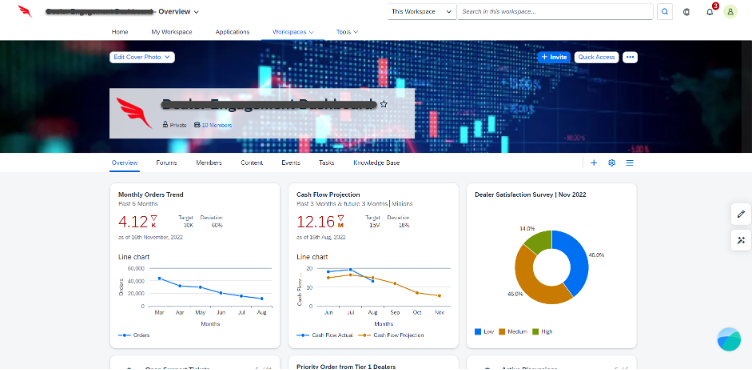 Dealer Engagement Dashboard - Overview
This Workspace
Search in this workspace...
3
Home My Workspace Applications Workspaces Tools
Edit Cover Photo
+ Invite Quick Access
Private 10 Members
Overview Forums Members Content Events Tasks Knowledge Base
Monthly Orders Trend
Past 6 Months
4.12 K
Target Deviation
10K 60%
as of 16th November, 2022
Line chart
Orders
60,000
40,000
20,000
0
Mar Apr May Jun Jul Aug
Months
Orders
Cash Flow Projection
Past 3 Months & future 3 Months | Millions
12.16 M
Target Deviation
15M 18%
as of 16th Aug, 2022
Line chart
Cash Flow ...
20
10
0
Jun Jul Aug Sep Oct Nov
Months
Cash Flow Actual Cash Flow Projection
Dealer Satisfaction Survey | Nov 2022
14.0%
40.0%
Low Medium High
Open Support Tickets
Priority Order from Tier 1 Dealers
Active Discussions